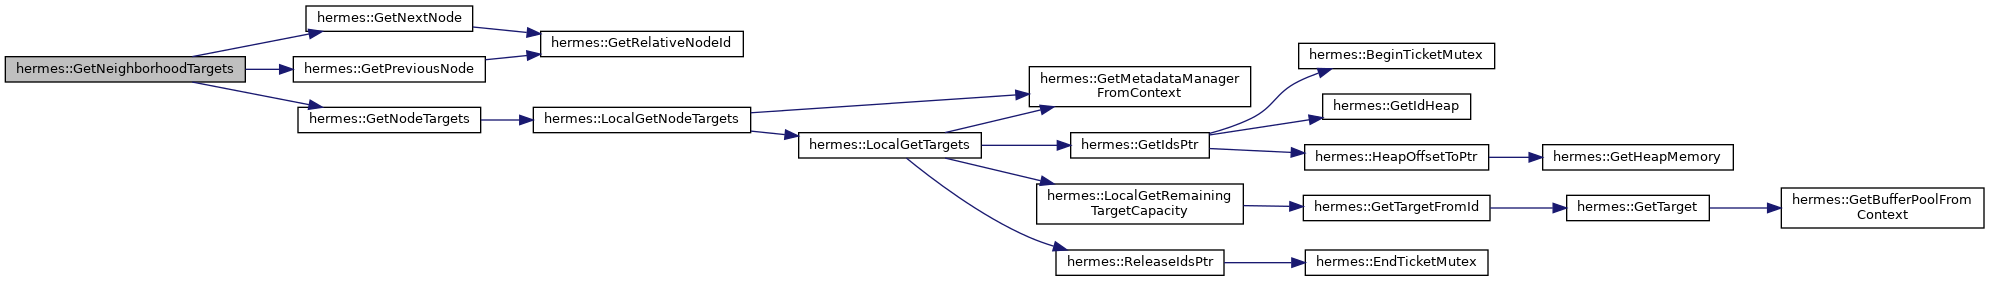 hermes::GetNeighborhoodTargets
hermes::GetNextNode
hermes::GetPreviousNode
hermes::GetNodeTargets
hermes::GetRelativeNodeId
hermes::LocalGetNodeTargets
hermes::LocalGetTargets
hermes::GetMetadataManager
FromContext
hermes::GetIdsPtr
hermes::LocalGetRemaining
TargetCapacity
hermes::ReleaseIdsPtr
hermes::BeginTicketMutex
hermes::GetIdHeap
hermes::HeapOffsetToPtr
hermes::GetTargetFromId
hermes::EndTicketMutex
hermes::GetHeapMemory
hermes::GetTarget
hermes::GetBufferPoolFrom
Context